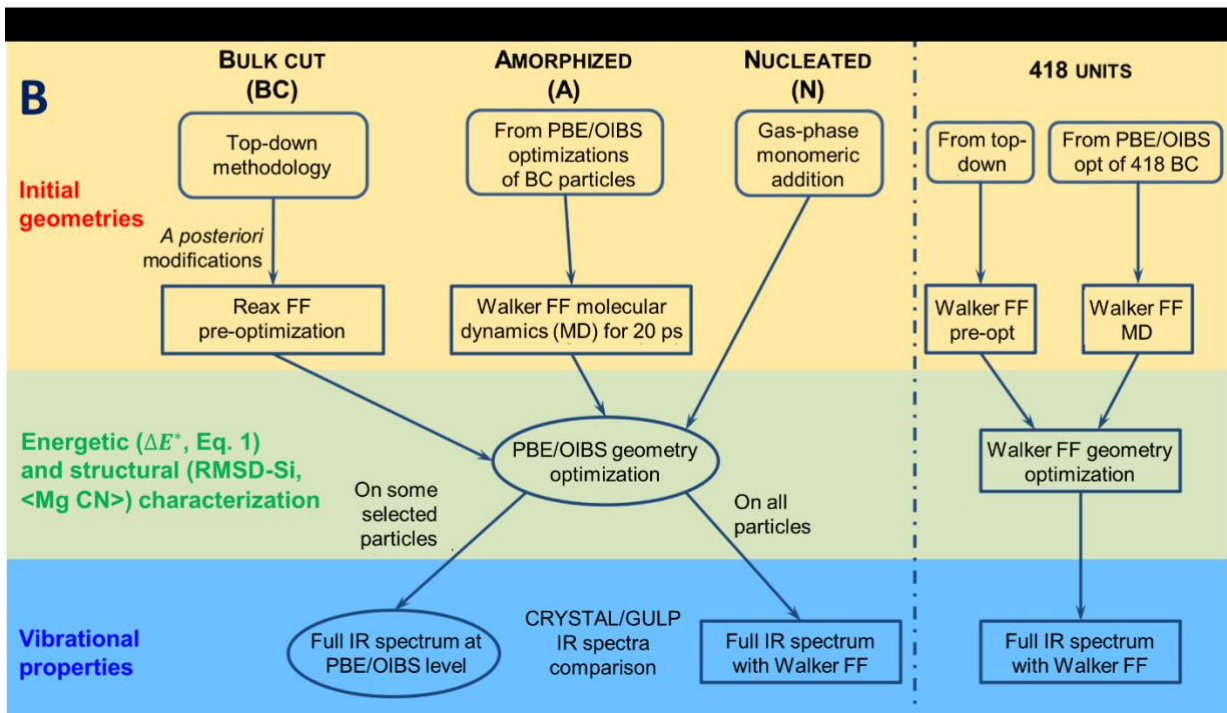 B
BULK CUT
(BC)
AMORPHIZED
(A)
NUCLEATED
(N)
418 UNITS
Initial
geometries
Top-down
methodology
From PBE/OIBS
optimizations
of BC particles
Gas-phase
monomeric
addition
From top-
down
From PBE/OIBS
opt of 418 BC
A posteriori
modifications
Reax FF
pre-optimization
Walker FF molecular
dynamics (MD) for 20 ps
Walker FF
pre-opt
Walker FF
MD
Energetic (ΔE*, Eq. 1)
and structural (RMSD-Si,
<Mg CN>) characterization
PBE/OIBS geometry
optimization
Walker FF geometry
optimization
On some
selected
particles
On all
particles
Vibrational
properties
Full IR spectrum at
PBE/OIBS level
CRYSTAL/GULP
IR spectra
comparison
Full IR spectrum
with Walker FF
Full IR spectrum
with Walker FF